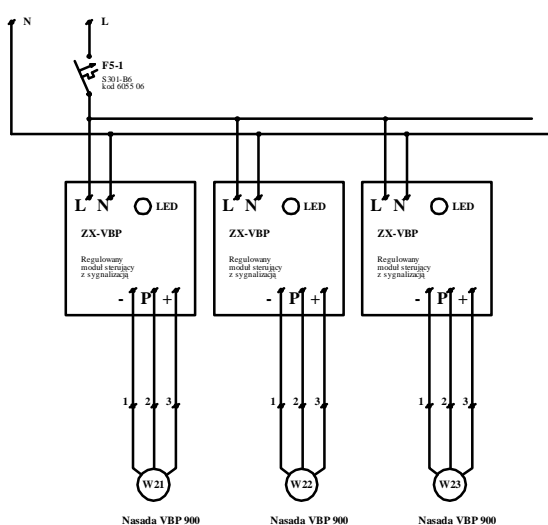 N L
F5-1
S301-B6
kod 6055 06
L N LED L N LED L N LED
ZX-VBP ZX-VBP ZX-VBP
Regulowany Regulowany Regulowany
moduł sterujący moduł sterujący moduł sterujący
z sygnalizacją z sygnalizacją z sygnalizacją
- P + - P + - P +
1 2 3 1 2 3 1 2 3
W21 W22 W23
Nasada VBP 900 Nasada VBP 900 Nasada VBP 900